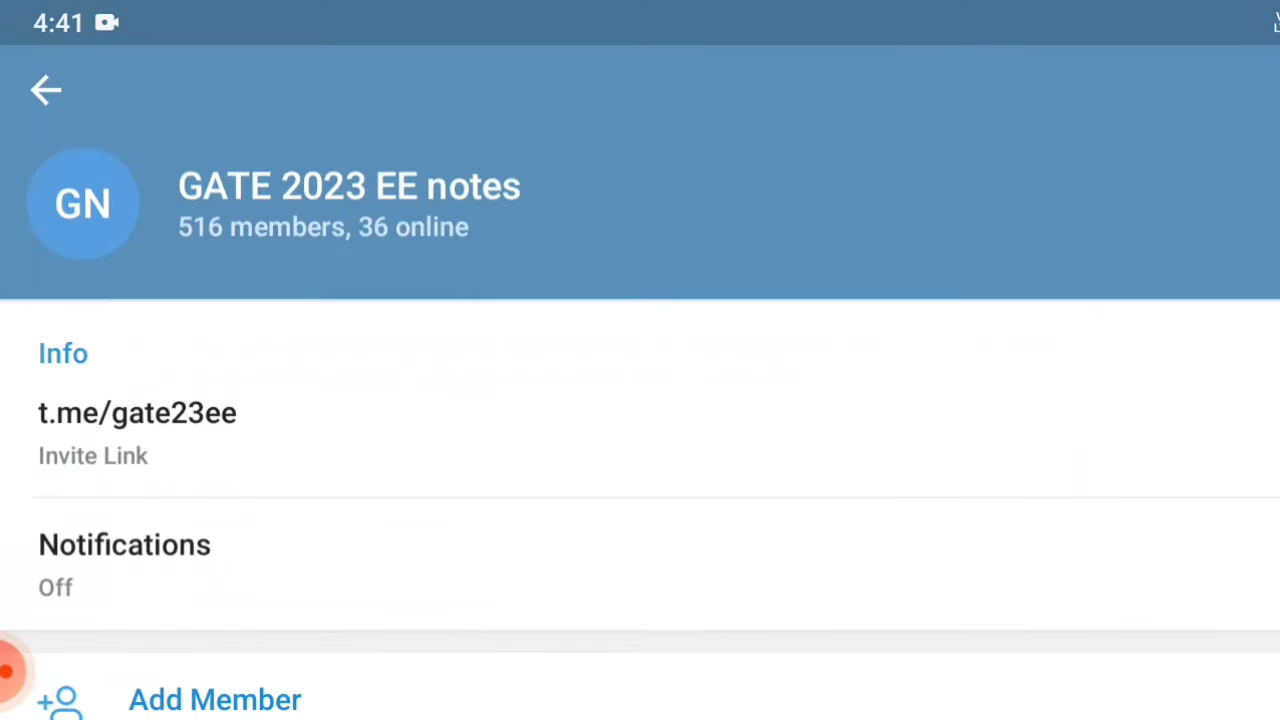 4:41
GN
GATE 2023 EE notes
516 members, 36 online
Info
t.me/gate23ee
Invite Link
Notifications
Off
Add Member